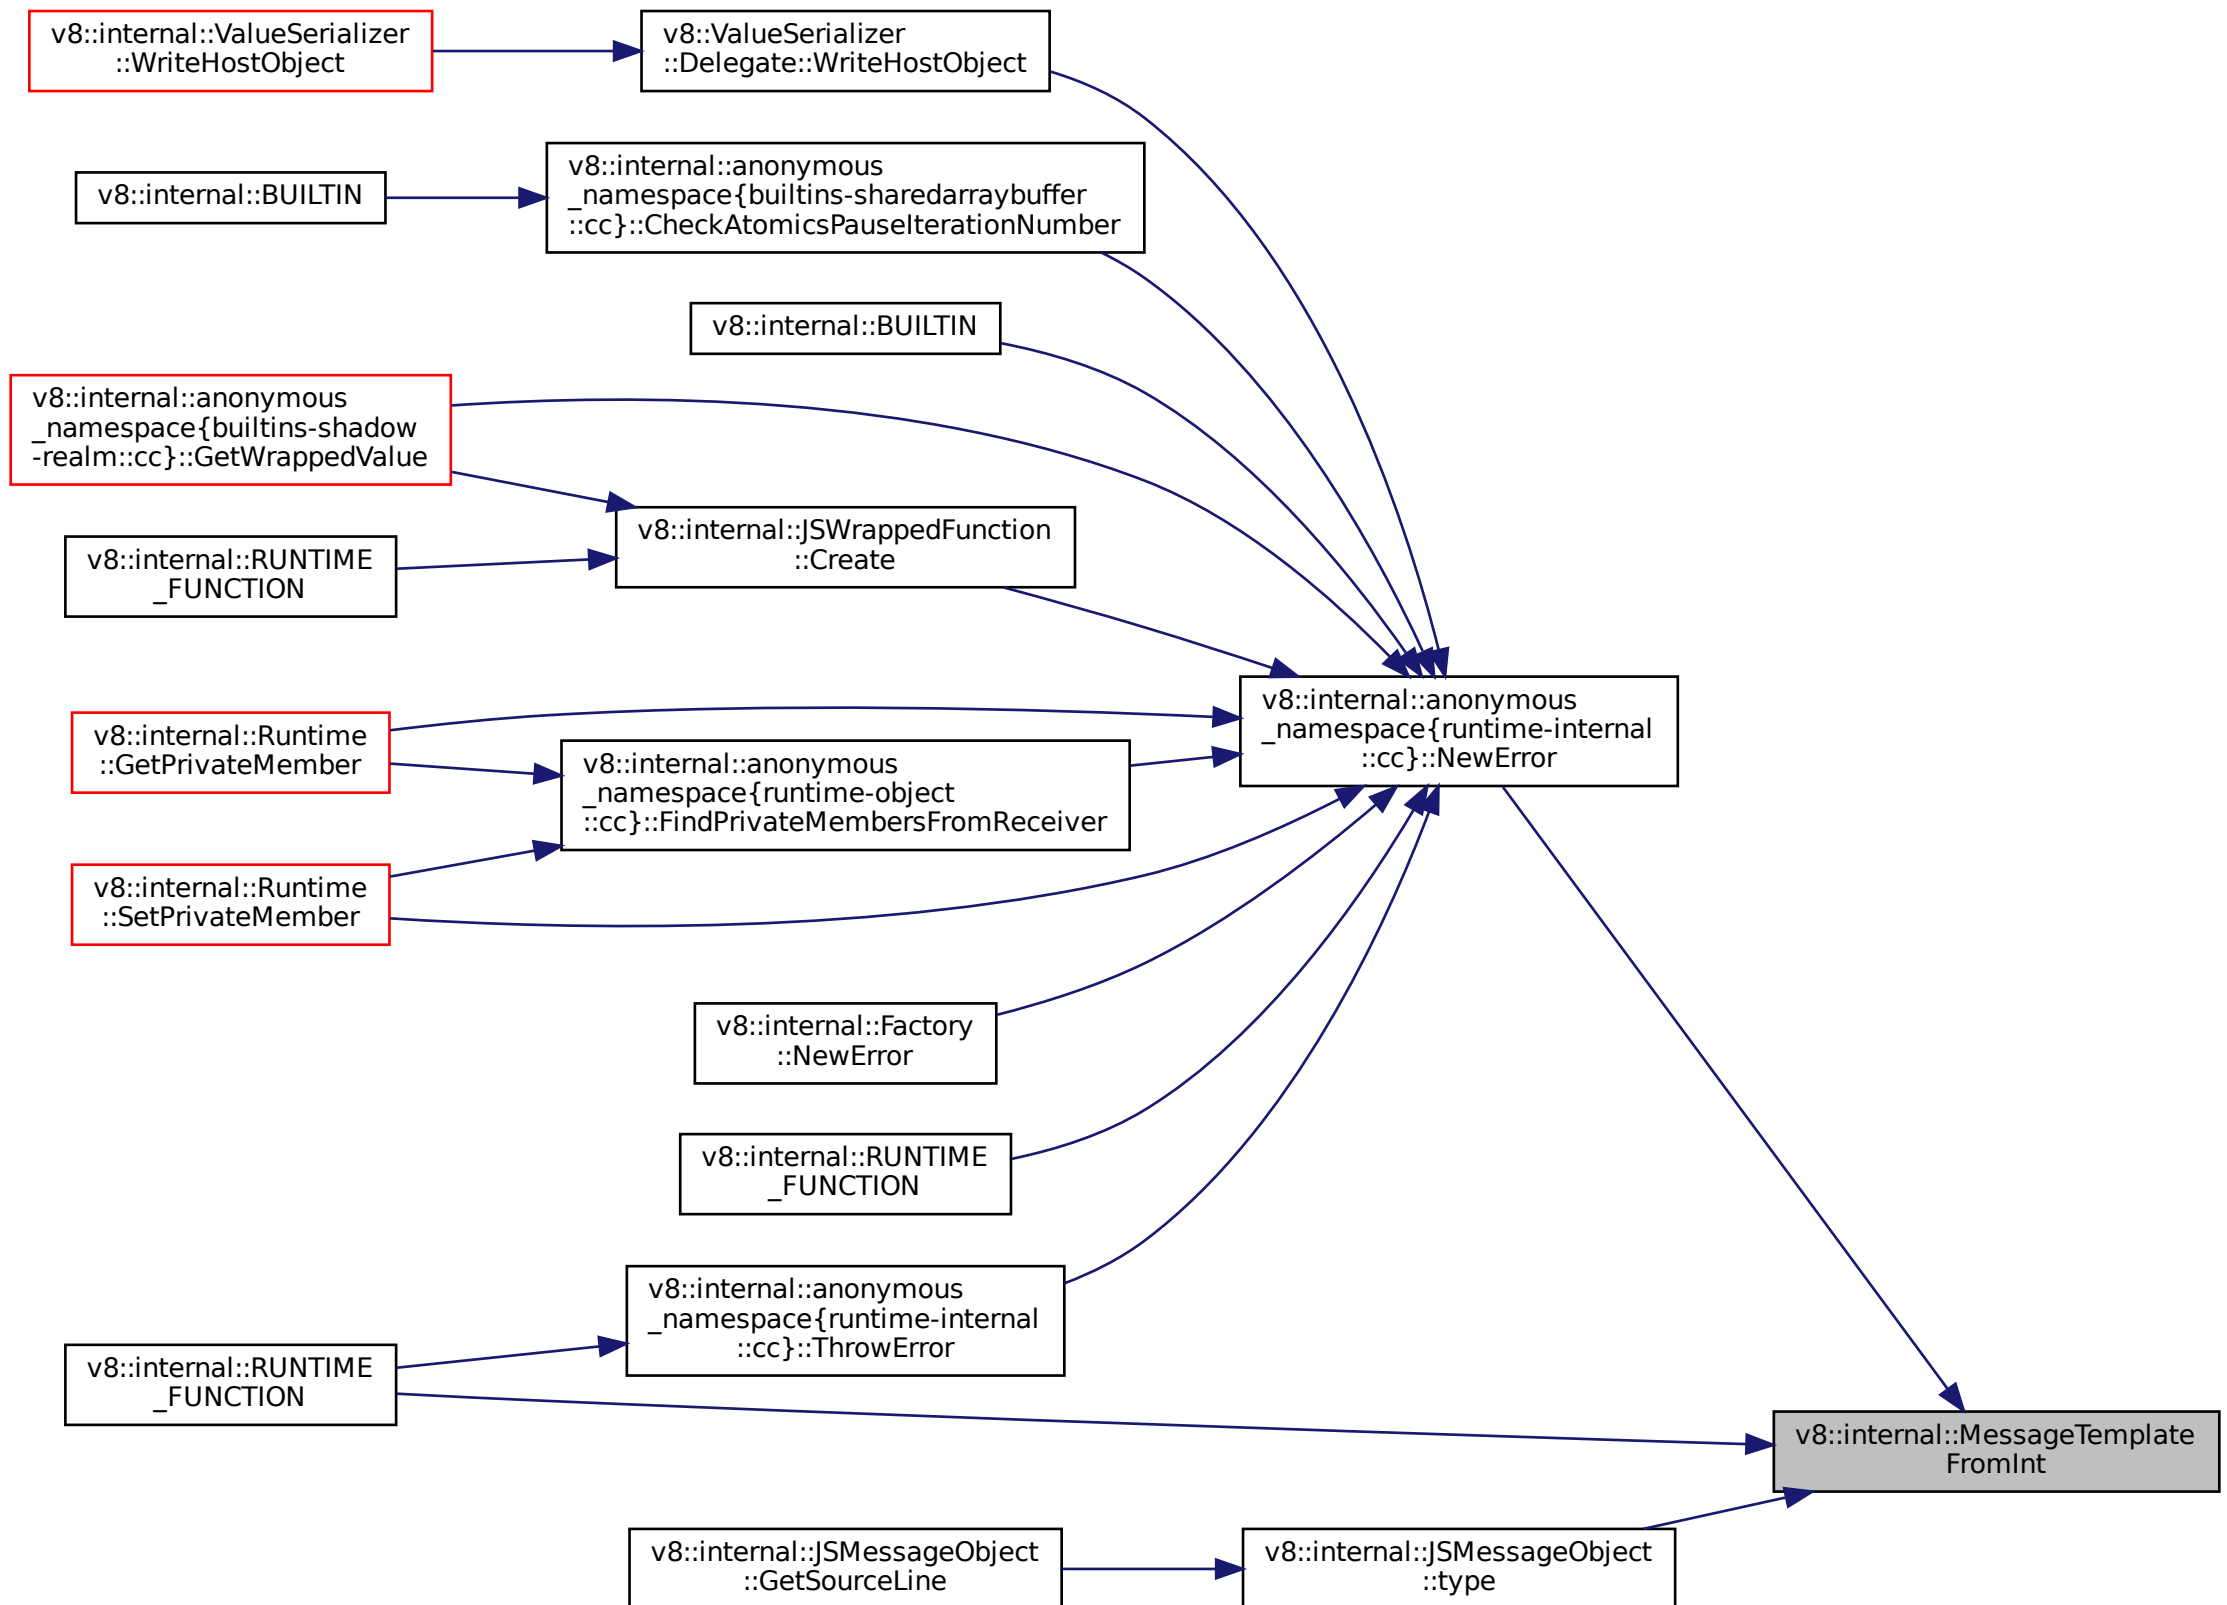 v8::internal::ValueSerializer
::WriteHostObject
v8::ValueSerializer
::Delegate::WriteHostObject
v8::internal::anonymous
_namespace{builtins-sharedarraybuffer
::cc}::CheckAtomicsPauseIterationNumber
v8::internal::BUILTIN
v8::internal::BUILTIN
v8::internal::anonymous
_namespace{builtins-shadow
-realm::cc}::GetWrappedValue
v8::internal::JSWrappedFunction
::Create
v8::internal::RUNTIME
_FUNCTION
v8::internal::anonymous
_namespace{runtime-internal
::cc}::NewError
v8::internal::Runtime
::GetPrivateMember
v8::internal::anonymous
_namespace{runtime-object
::cc}::FindPrivateMembersFromReceiver
v8::internal::Runtime
::SetPrivateMember
v8::internal::Factory
::NewError
v8::internal::RUNTIME
_FUNCTION
v8::internal::anonymous
_namespace{runtime-internal
::cc}::ThrowError
v8::internal::RUNTIME
_FUNCTION
v8::internal::MessageTemplate
FromInt
v8::internal::JSMessageObject
::GetSourceLine
v8::internal::JSMessageObject
::type